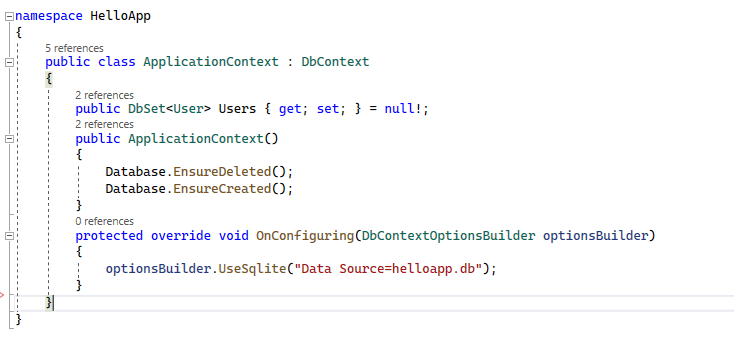 namespace HelloApp
{
5 references
public class ApplicationContext : DbContext
{
2 references
public DbSet<User> Users { get; set; } = null!;
2 references
public ApplicationContext()
{
Database.EnsureDeleted();
Database.EnsureCreated();
}
0 references
protected override void OnConfiguring(DbContextOptionsBuilder optionsBuilder)
{
optionsBuilder.UseSqlite("Data Source=helloapp.db");
}
}
}